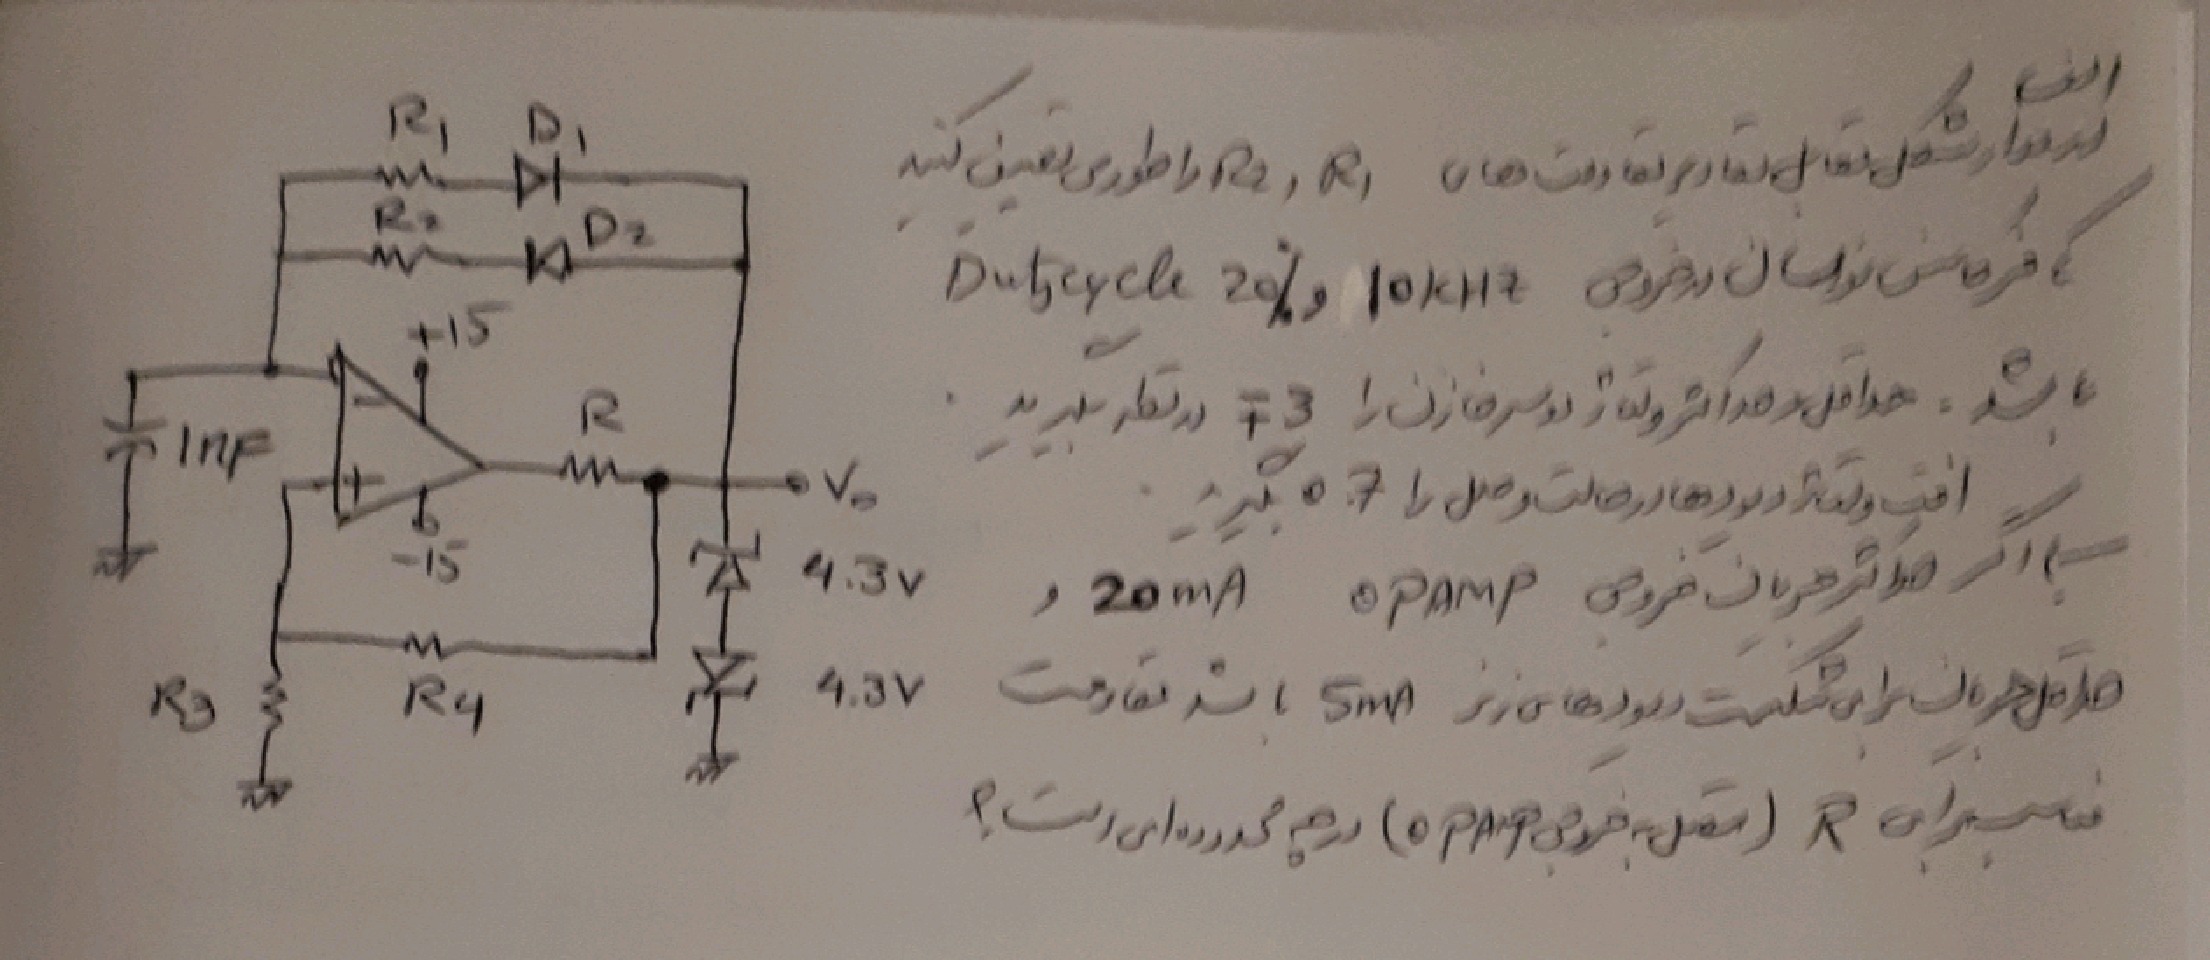 R1 D1
R2 D2
+15
R
1nF
Vo
-15
4.3V
4.3V
R3
R4
الف
در مدار شکل مقابل مقادیر مقاومت های R1 , R2 را طوری تعیین کنید
که فرکانس نوسان در خروجی 10kHz و Dutycycle 20%
باشد . حداقل و حداکثر ولتاژ دو سر خازن را ∓3 در نظر بگیرید .
افت ولتاژ دیودها در حالت وصل را 0.7 بگیرید .
ب ) اگر حداکثر جریان خروجی OPAMP 20mA و
حداقل جریان برای شکست دیودهای زنر 5mA باشد مقاومت
مناسب برای R (متصل به خروجی OPAMP) در چه محدوده ای است ؟